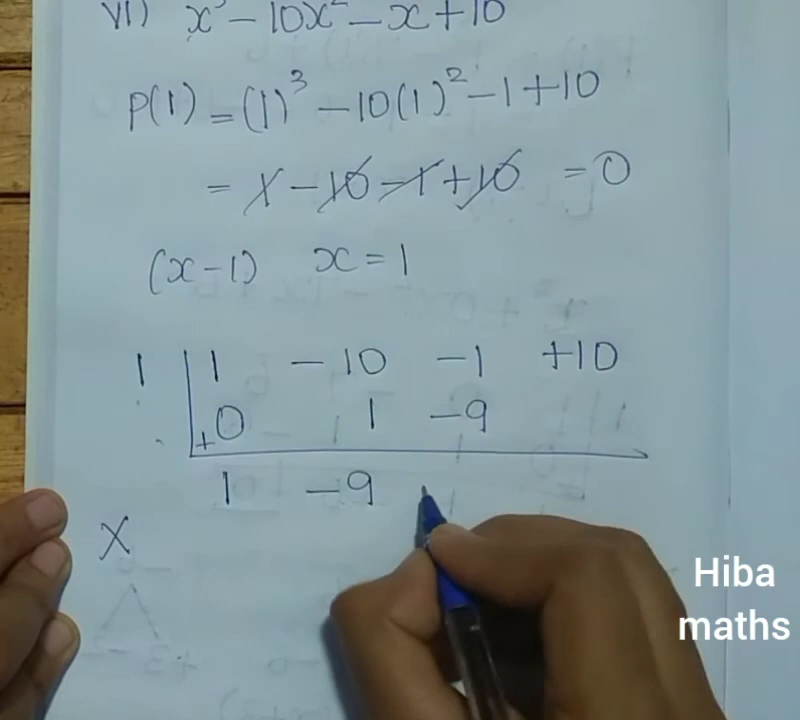 VI) x³ - 10x² - x + 10
P(1) = (1)³ - 10(1)² - 1 + 10
= 1 - 10 - 1 + 10 = 0
(x - 1) x = 1
1 | 1 - 10 - 1 + 10
+ 0 1 - 9
1 - 9
X
Hiba
maths